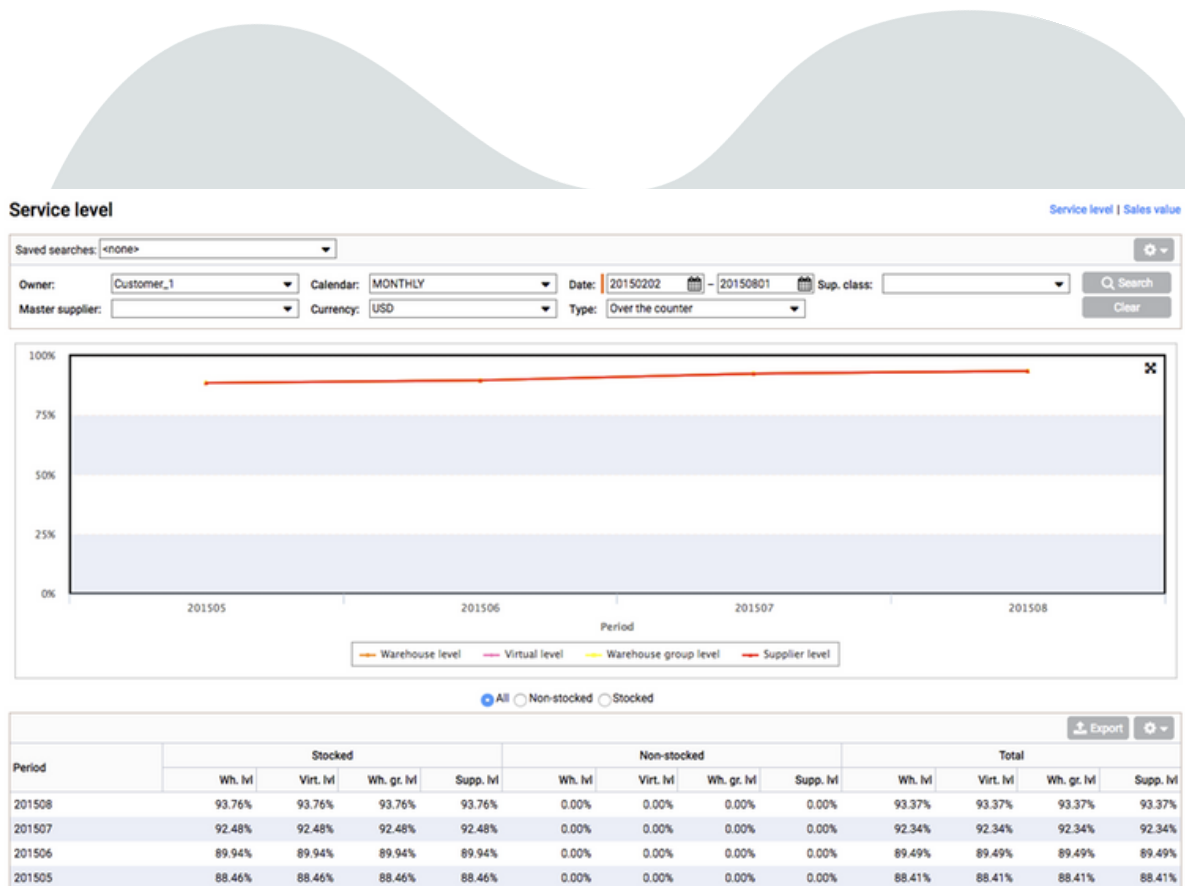 Service level
Service level | Sales value
Saved searches: <none>
Owner: Customer_1 Calendar: MONTHLY Date: 20150202 – 20150801 Sup. class: Search
Master supplier: Currency: USD Type: Over the counter Clear
100%
75%
50%
25%
0%
201505 201506 201507 201508
Period
Warehouse level Virtual level Warehouse group level Supplier level
All Non-stocked Stocked
Export
Period Stocked Non-stocked Total
Wh. lvl Virt. lvl Wh. gr. lvl Supp. lvl Wh. lvl Virt. lvl Wh. gr. lvl Supp. lvl Wh. lvl Virt. lvl Wh. gr. lvl Supp. lvl
201508 93.76% 93.76% 93.76% 93.76% 0.00% 0.00% 0.00% 0.00% 93.37% 93.37% 93.37% 93.37%
201507 92.48% 92.48% 92.48% 92.48% 0.00% 0.00% 0.00% 0.00% 92.34% 92.34% 92.34% 92.34%
201506 89.94% 89.94% 89.94% 89.94% 0.00% 0.00% 0.00% 0.00% 89.49% 89.49% 89.49% 89.49%
201505 88.46% 88.46% 88.46% 88.46% 0.00% 0.00% 0.00% 0.00% 88.41% 88.41% 88.41% 88.41%